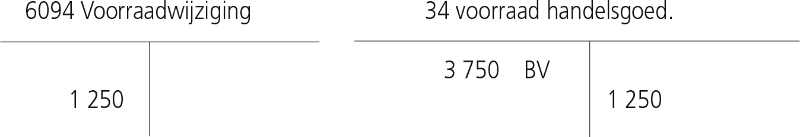 6094 Voorraadwijziging
34 voorraad handelsgoed.
3 750 BV
1 250
1 250